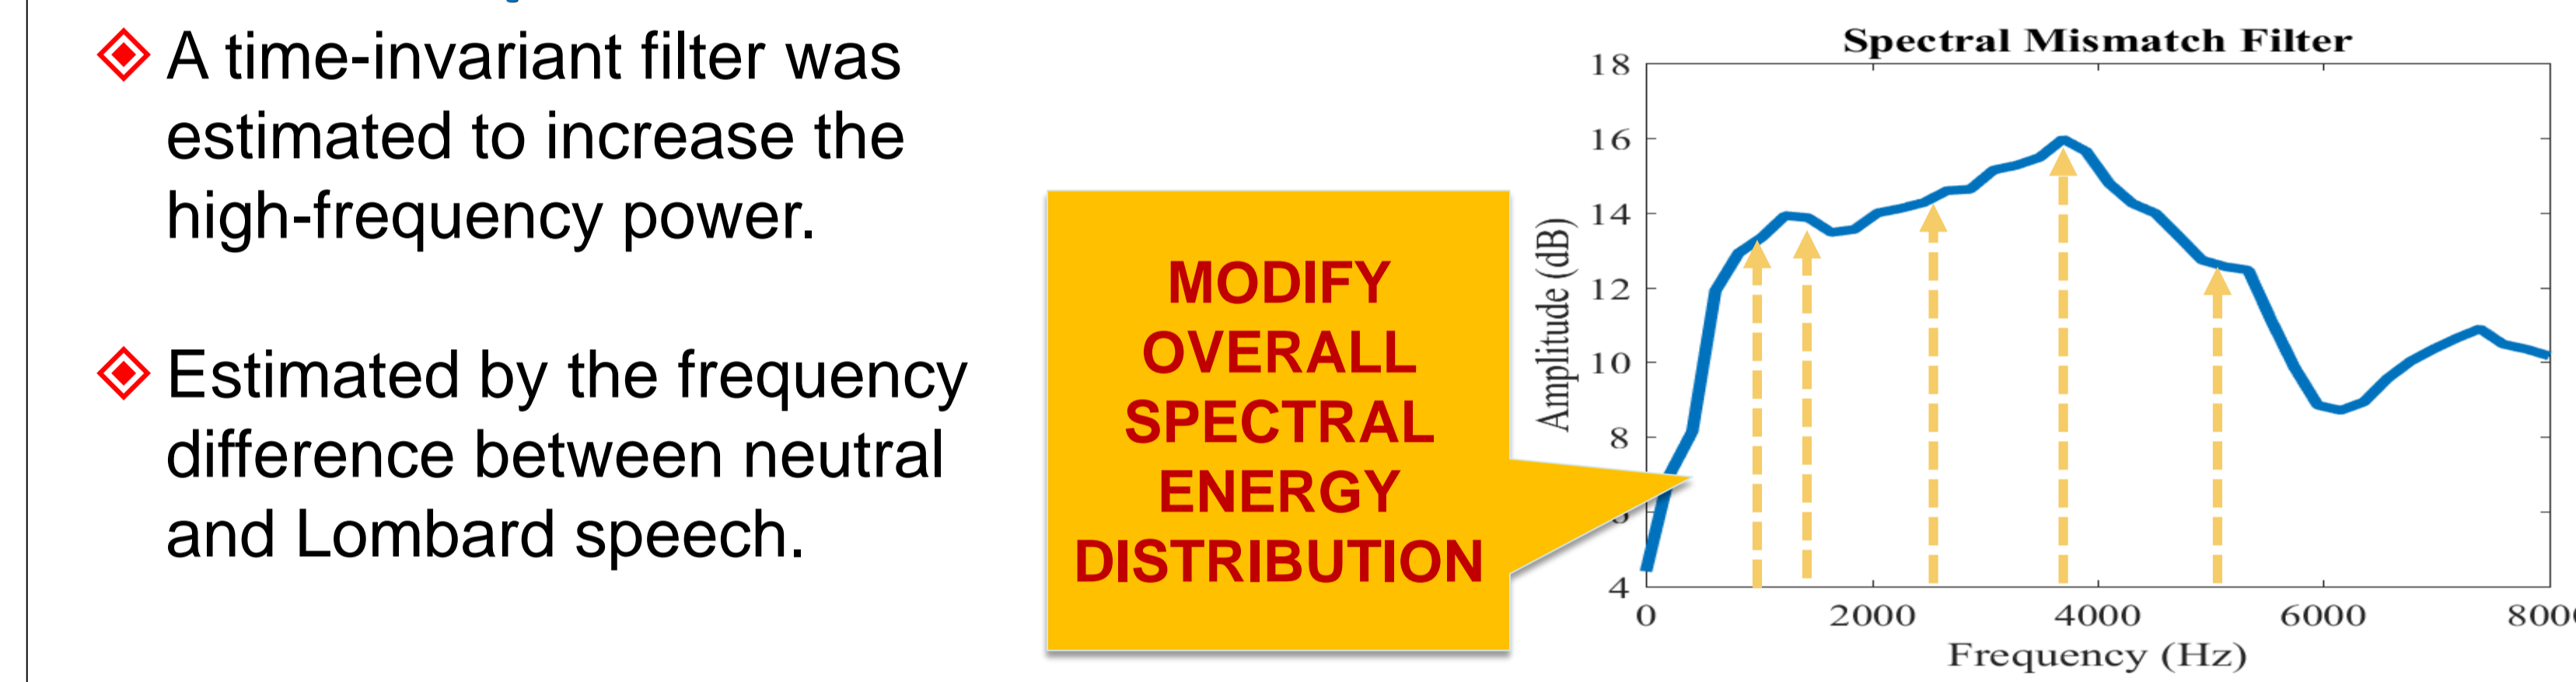 A time-invariant filter was
estimated to increase the
high-frequency power.
Estimated by the frequency
difference between neutral
and Lombard speech.
MODIFY
OVERALL
SPECTRAL
ENERGY
DISTRIBUTION
Spectral Mismatch Filter
Amplitude (dB)
18
16
14
12
10
8
4
0 2000 4000 6000
Frequency (Hz)